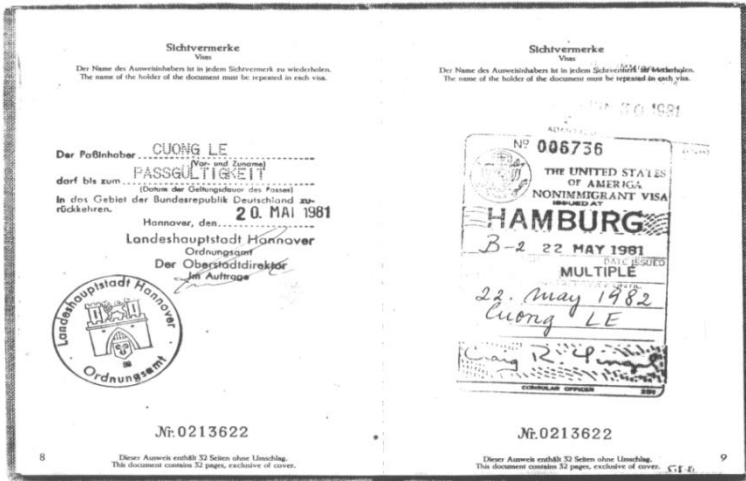 Sichtvermerke
Visas
Der Name des Ausweisinhabers ist in jedem Sichtvermerk zu wiederholen.
The name of the holder of the document must be repeated in each visa.
Der Paßinhaber CUONG LE
(Vor- und Zuname)
darf bis zum PASSGÜLTIGKEIT
(Datum der Geltungsdauer des Passes)
in das Gebiet der Bundesrepublik Deutschland zu-
rückkehren.
Hannover, den 20. MAI 1981
Landeshauptstadt Hannover
Ordnungsamt
Der Oberstadtdirektor
Im Auftrage
Landeshauptstadt Hannover
Ordnungsamt
Nr. 0213622
8
Dieser Ausweis enthält 32 Seiten ohne Umschlag.
This document contains 32 pages, exclusive of cover.
Sichtvermerke
Visas
Der Name des Ausweisinhabers ist in jedem Sichtvermerk zu wiederholen.
The name of the holder of the document must be repeated in each visa.
30 1981
Nº 006736
THE UNITED STATES
OF AMERICA
NONIMMIGRANT VISA
ISSUED AT
HAMBURG
B-2 22 MAY 1981
DATE ISSUED
MULTIPLE
22. May 1982
Cuong LE
Craig R.
CONSULAR OFFICER
Nr. 0213622
Dieser Ausweis enthält 32 Seiten ohne Umschlag.
This document contains 32 pages, exclusive of cover.
9